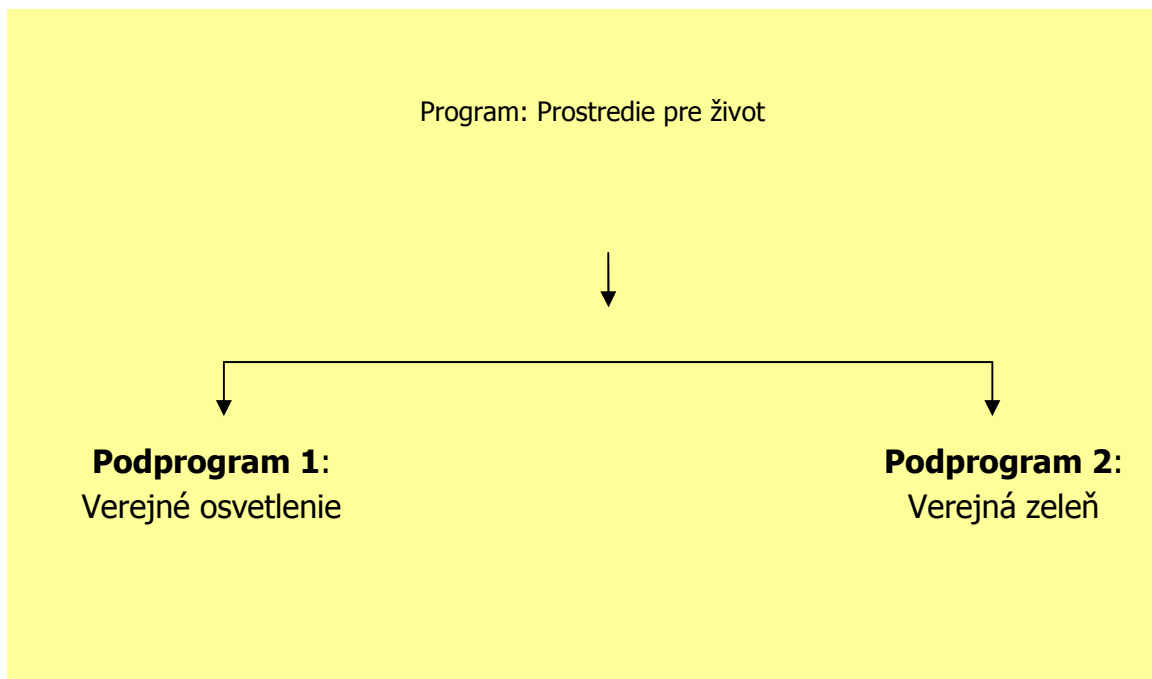 Program: Prostredie pre život
Podprogram 1:
Verejné osvetlenie
Podprogram 2:
Verejná zeleň